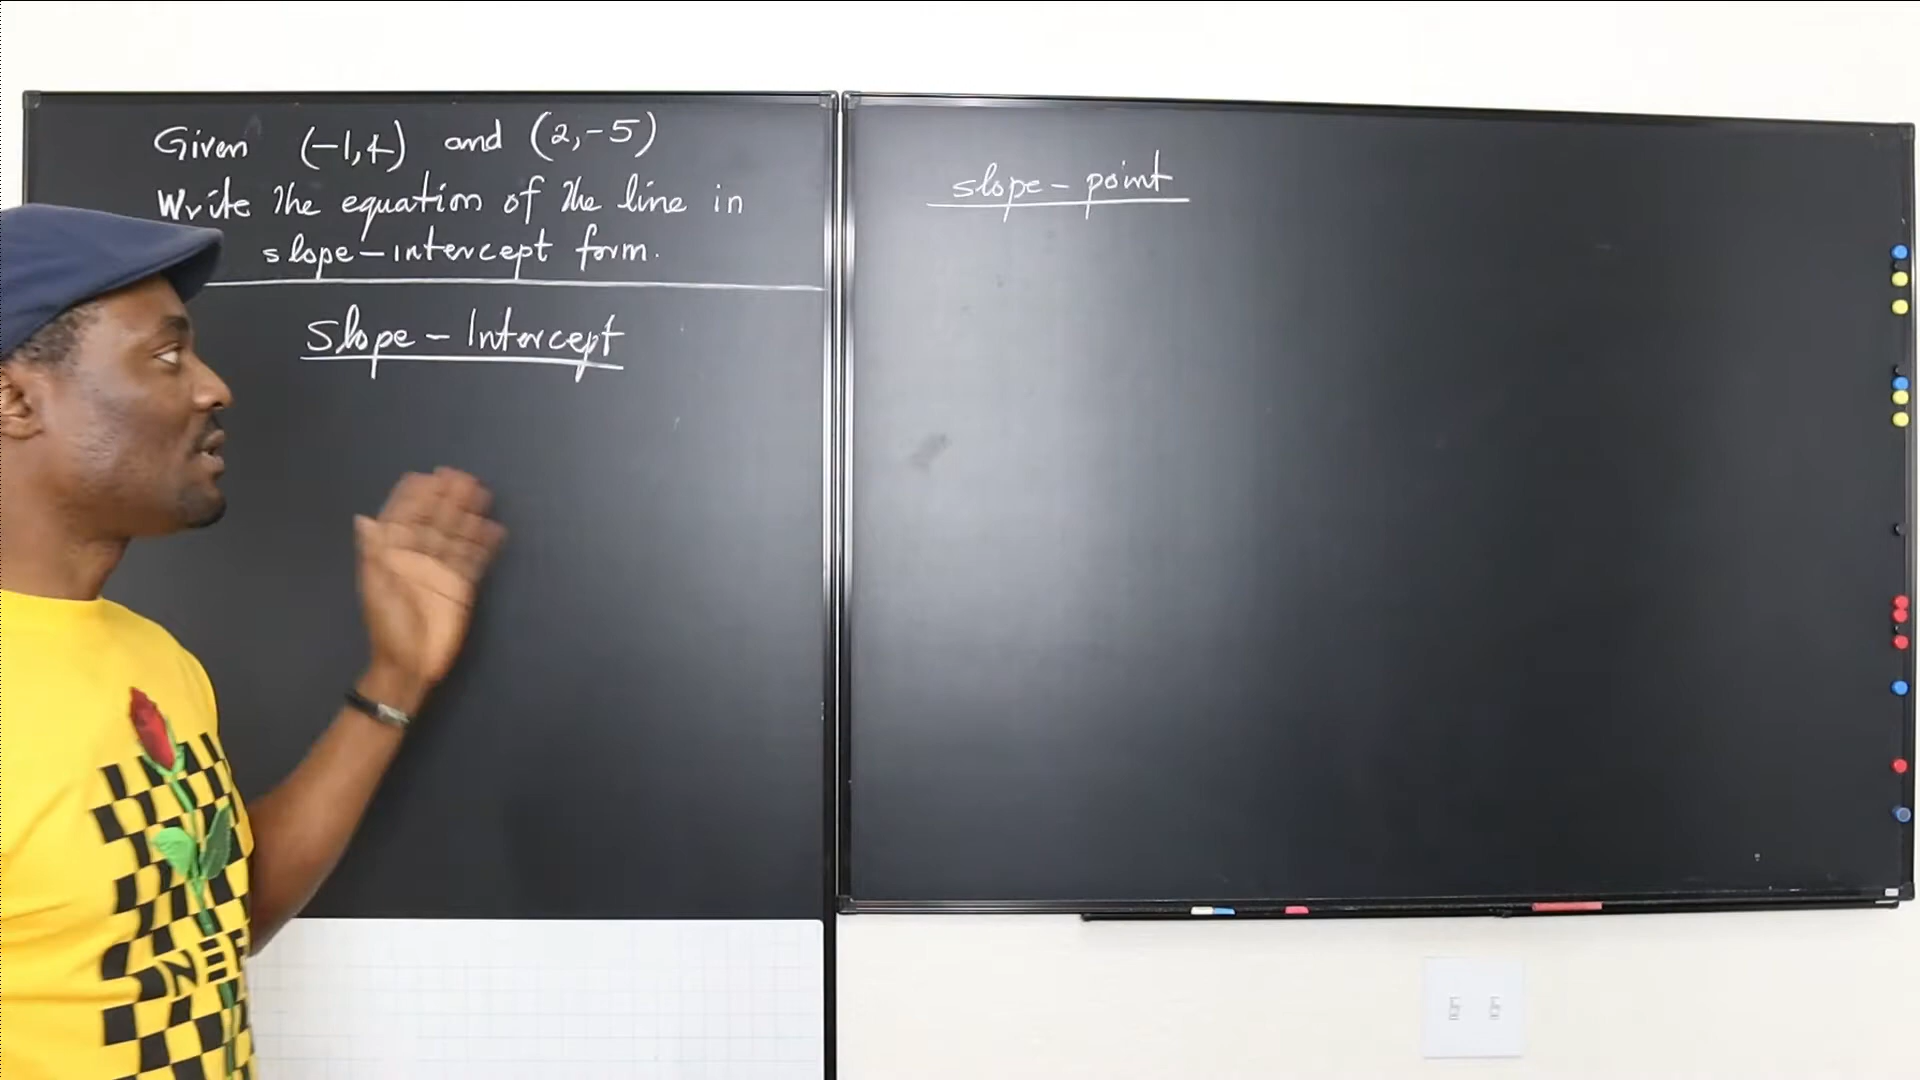 Given (-1,4) and (2,-5)
Write the equation of the line in
slope-intercept form.
Slope - Intercept
slope - point